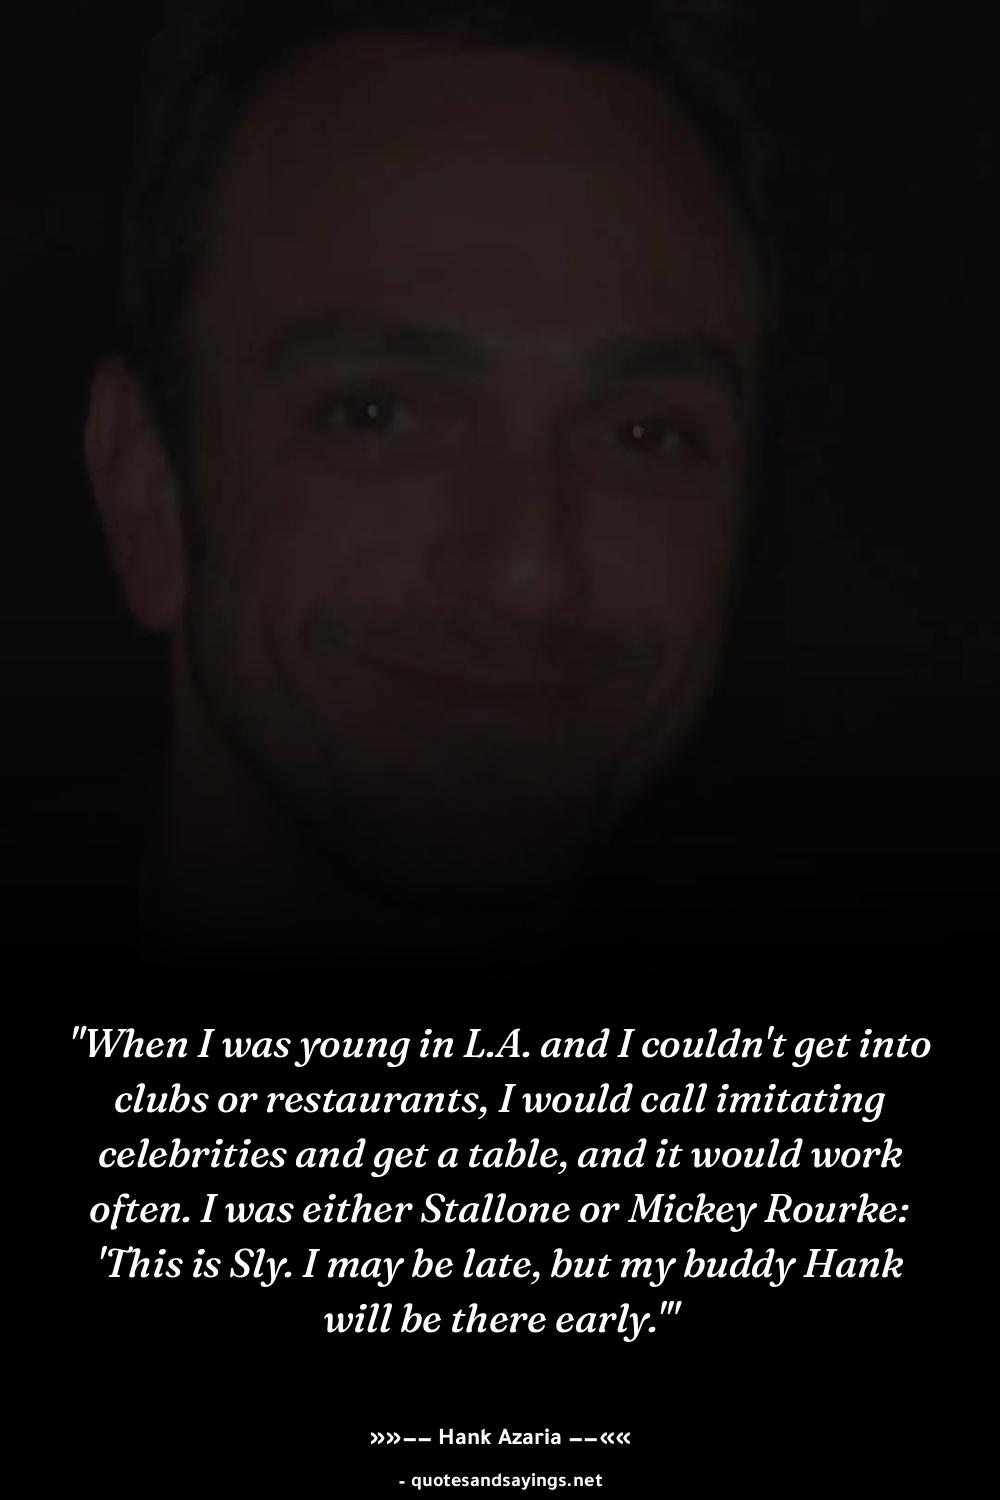 "When I was young in L.A. and I couldn't get into
clubs or restaurants, I would call imitating
celebrities and get a table, and it would work
often. I was either Stallone or Mickey Rourke:
'This is Sly. I may be late, but my buddy Hank
will be there early.'"
»»–– Hank Azaria ––««
- quotesandsayings.net